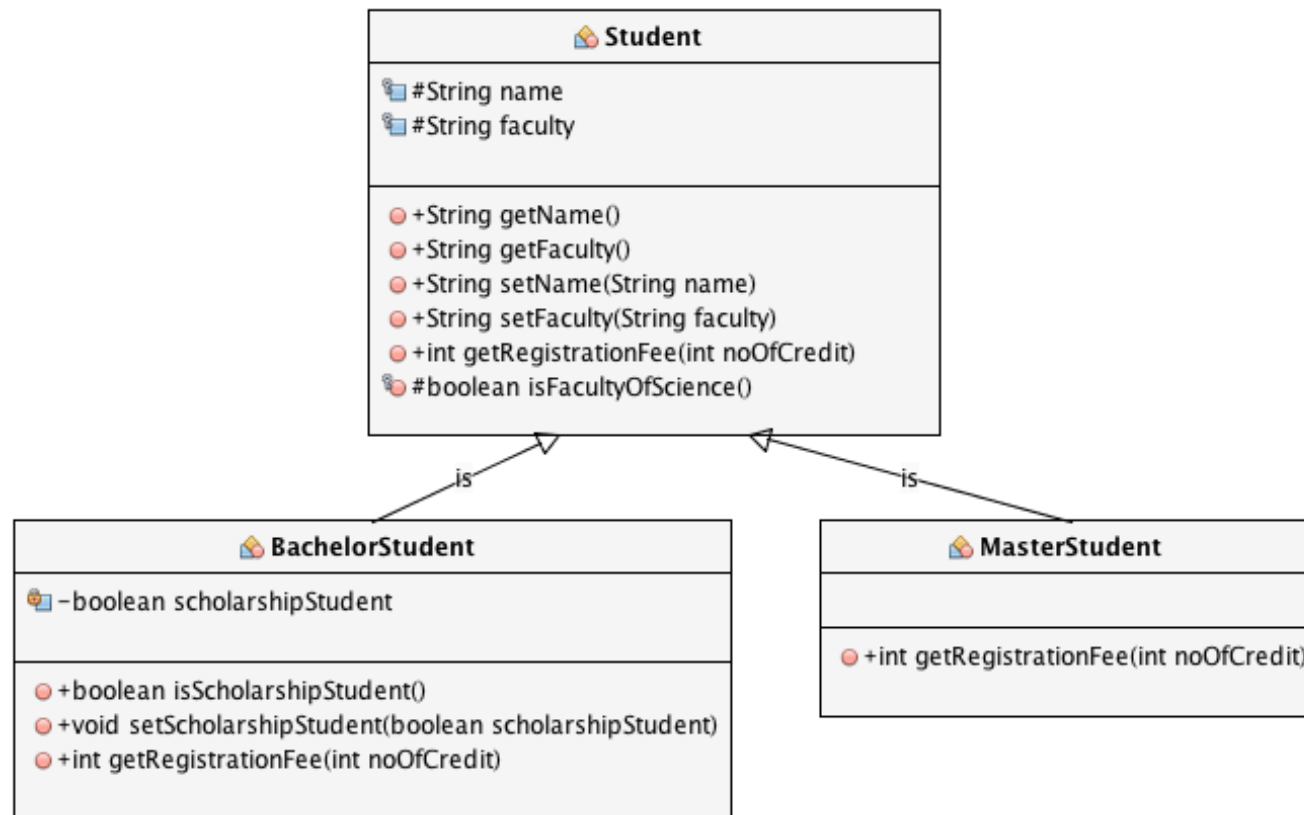 Student
#String name
#String faculty
+String getName()
+String getFaculty()
+String setName(String name)
+String setFaculty(String faculty)
+int getRegistrationFee(int noOfCredit)
#boolean isFacultyOfScience()
is
is
BachelorStudent
-boolean scholarshipStudent
+boolean isScholarshipStudent()
+void setScholarshipStudent(boolean scholarshipStudent)
+int getRegistrationFee(int noOfCredit)
MasterStudent
+int getRegistrationFee(int noOfCredit)